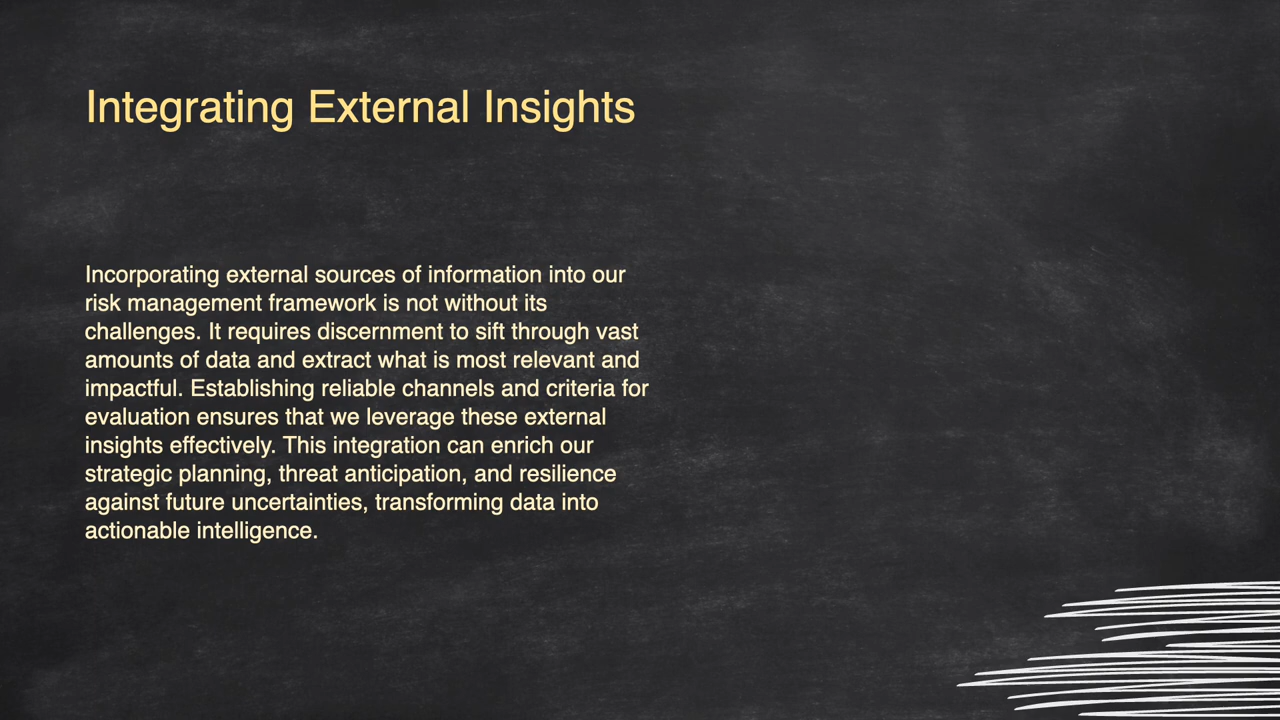 Integrating External Insights
Incorporating external sources of information into our
risk management framework is not without its
challenges. It requires discernment to sift through vast
amounts of data and extract what is most relevant and
impactful. Establishing reliable channels and criteria for
evaluation ensures that we leverage these external
insights effectively. This integration can enrich our
strategic planning, threat anticipation, and resilience
against future uncertainties, transforming data into
actionable intelligence.